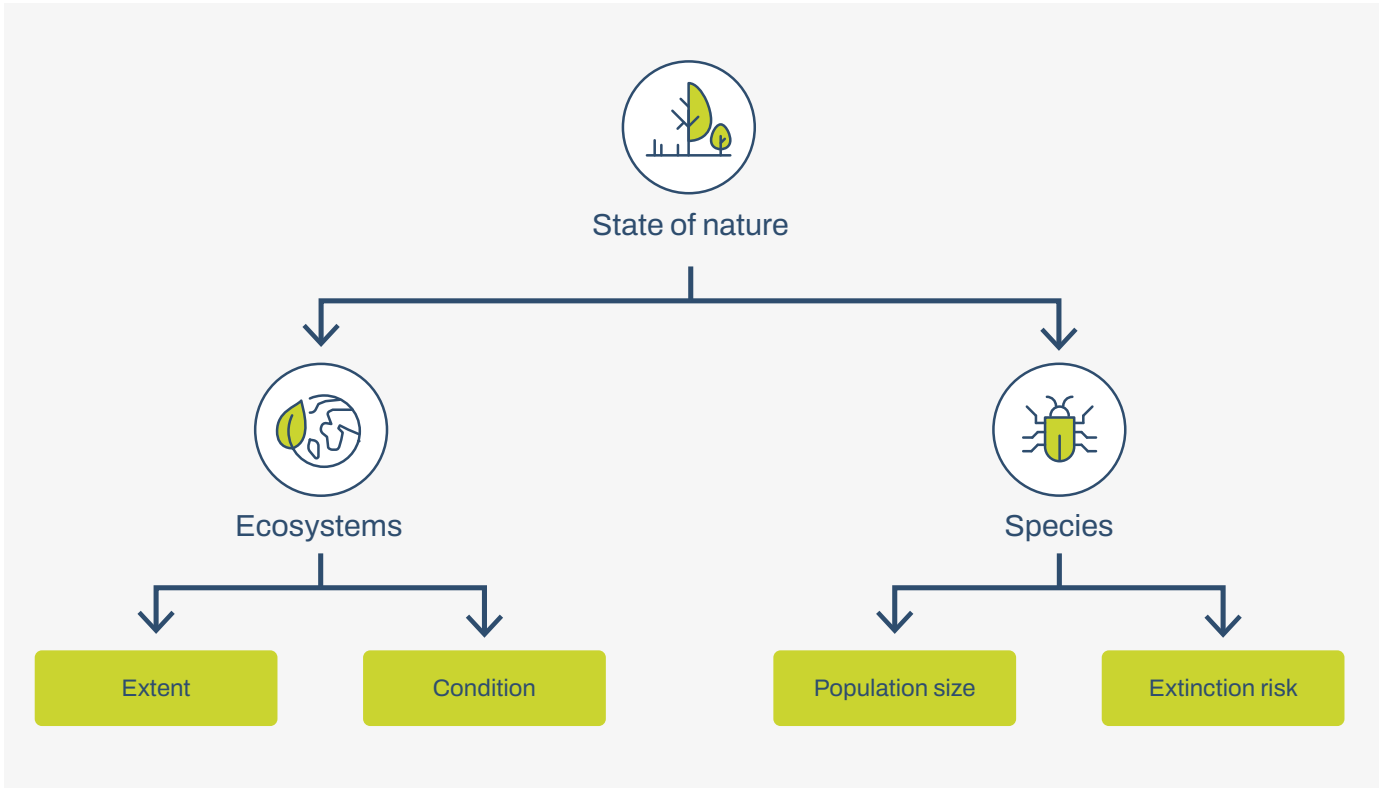 State of nature
Ecosystems
Species
Extent
Condition
Population size
Extinction risk